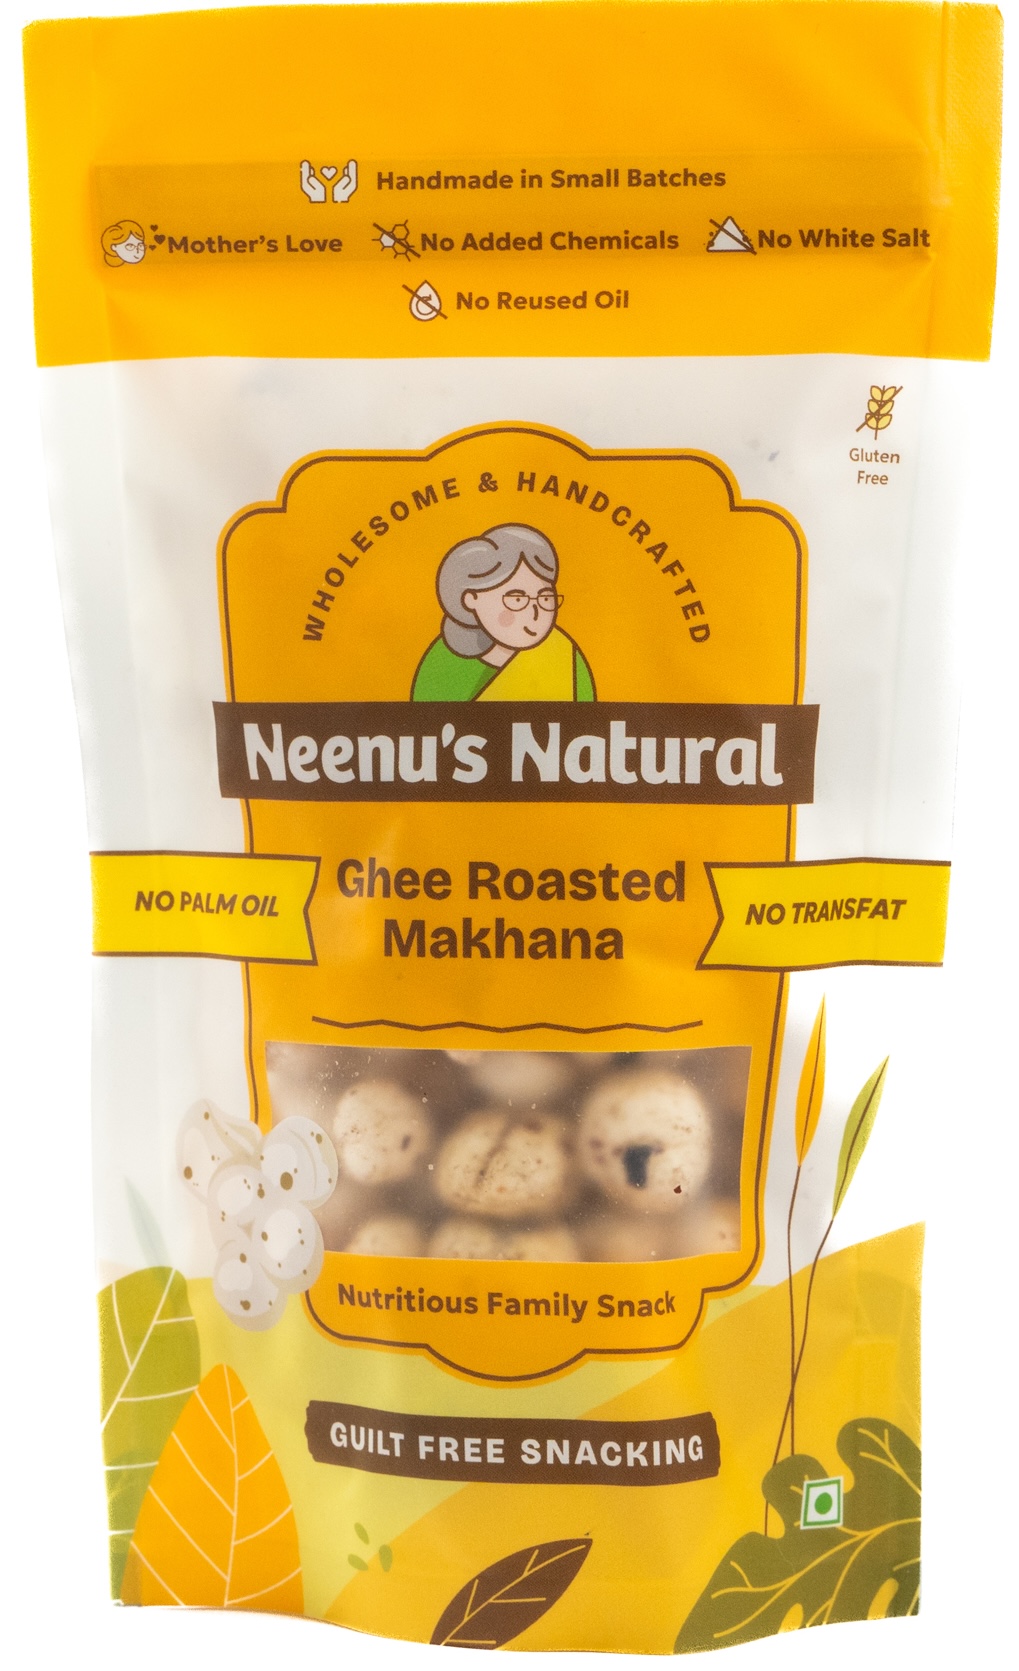 Handmade in Small Batches
Mother's Love No Added Chemicals No White Salt
No Reused Oil
Gluten
Free
WHOLESOME & HANDCRAFTED
Neenu's Natural
Ghee Roasted
Makhana
NO PALM OIL
NO TRANSFAT
Nutritious Family Snack
GUILT FREE SNACKING